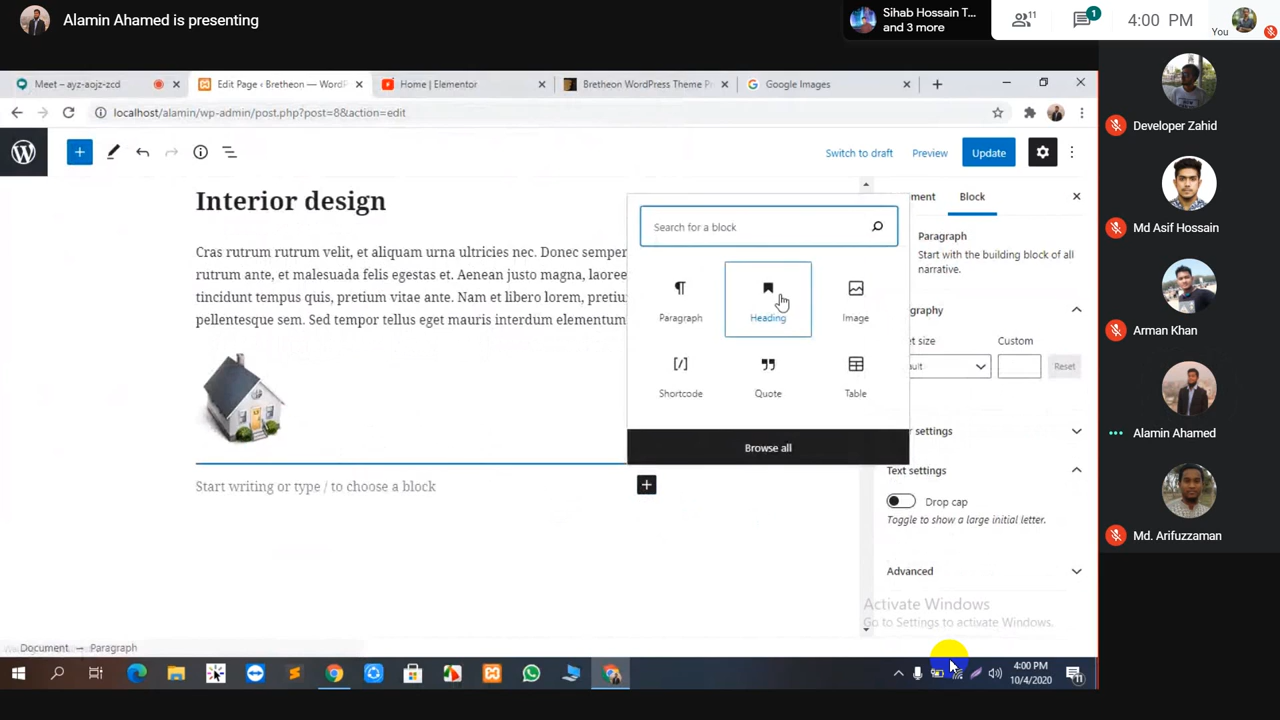 Alamin Ahamed is presenting
Sihab Hossain T...
and 3 more
11
1
4:00 PM
You
Meet – ayz-aojz-zcd
Edit Page ‹ Bretheon — WordP
Home | Elementor
Bretheon WordPress Theme P
Google Images
localhost/alamin/wp-admin/post.php?post=8&action=edit
Switch to draft
Preview
Update
Interior design
Search for a block
ment
Block
Cras rutrum rutrum velit, et aliquam urna ultricies nec. Donec semper
rutrum ante, et malesuada felis egestas et. Aenean justo magna, laoree
tincidunt tempus quis, pretium vitae ante. Nam et libero lorem, pretiu
pellentesque sem. Sed tempor tellus eget mauris interdum elementum
Paragraph
Start with the building block of all
narrative.
Paragraph
Heading
Image
ography
et size
Custom
ult
Reset
Shortcode
Quote
Table
Browse all
r settings
Start writing or type / to choose a block
Text settings
Drop cap
Toggle to show a large initial letter.
Advanced
Activate Windows
Go to Settings to activate Windows.
Document → Paragraph
4:00 PM
10/4/2020
11
Developer Zahid
Md Asif Hossain
Arman Khan
Alamin Ahamed
Md. Arifuzzaman